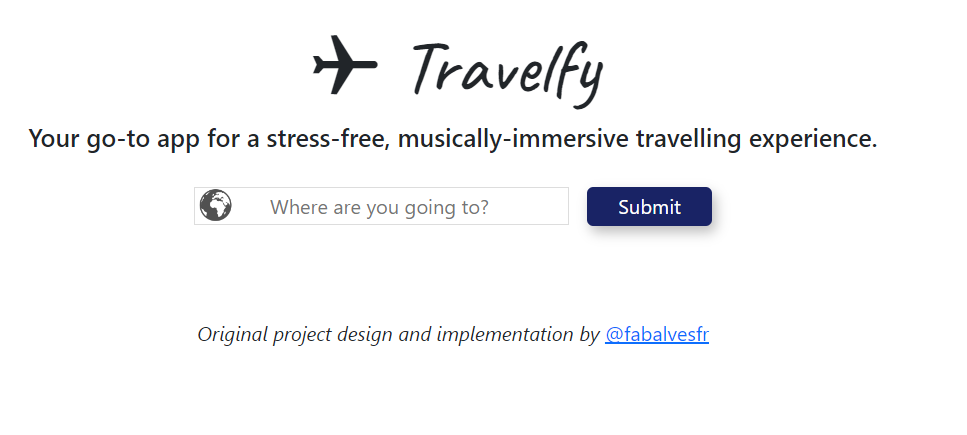 Travelfy
Your go-to app for a stress-free, musically-immersive travelling experience.
Where are you going to?
Submit
Original project design and implementation by @fabalvesfr